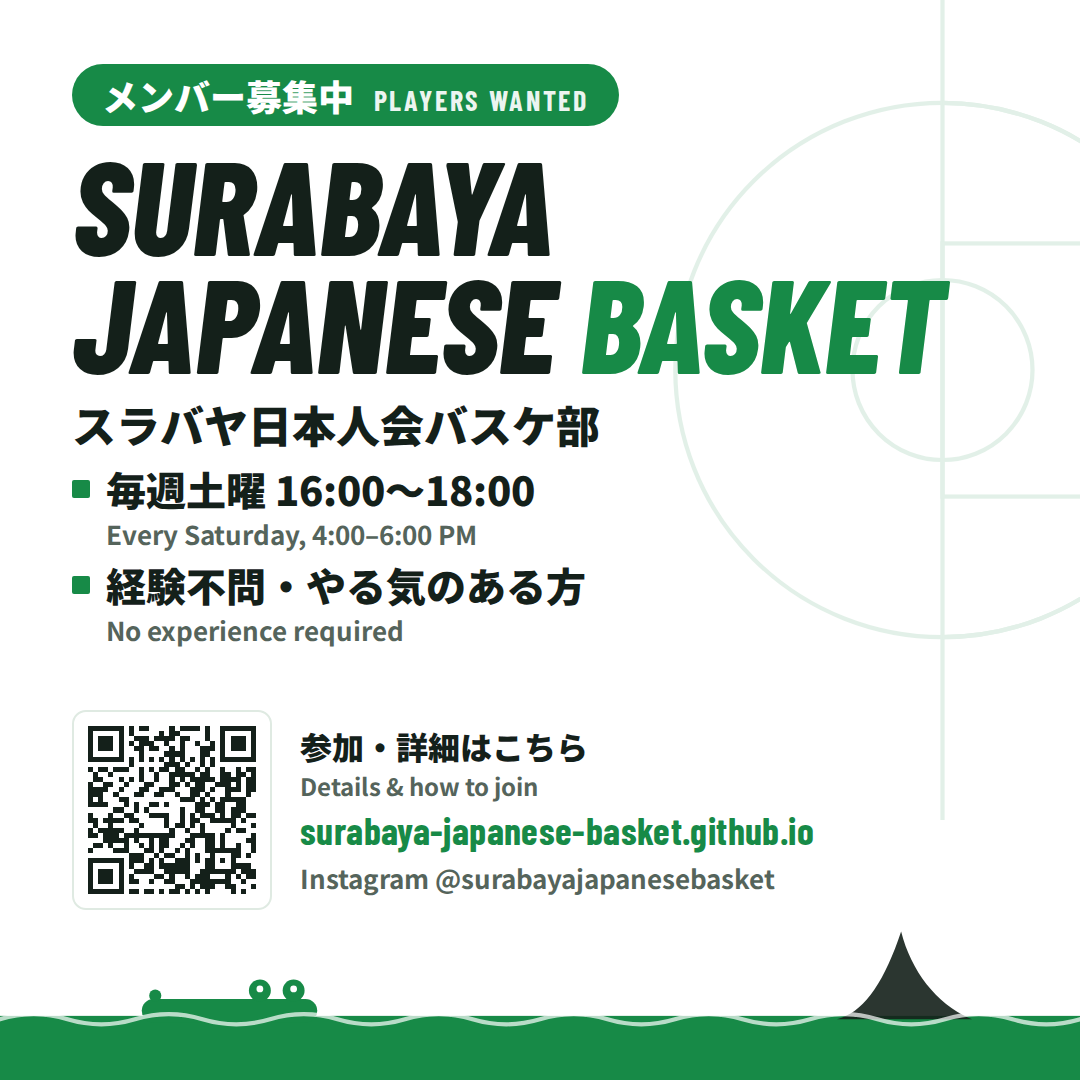 メンバー募集中 PLAYERS WANTED
SURABAYA
JAPANESE BASKET
スラバヤ日本人会バスケ部
毎週土曜 16:00〜18:00
Every Saturday, 4:00–6:00 PM
経験不問・やる気のある方
No experience required
参加・詳細はこちら
Details & how to join
surabaya-japanese-basket.github.io
Instagram @surabayajapanesebasket